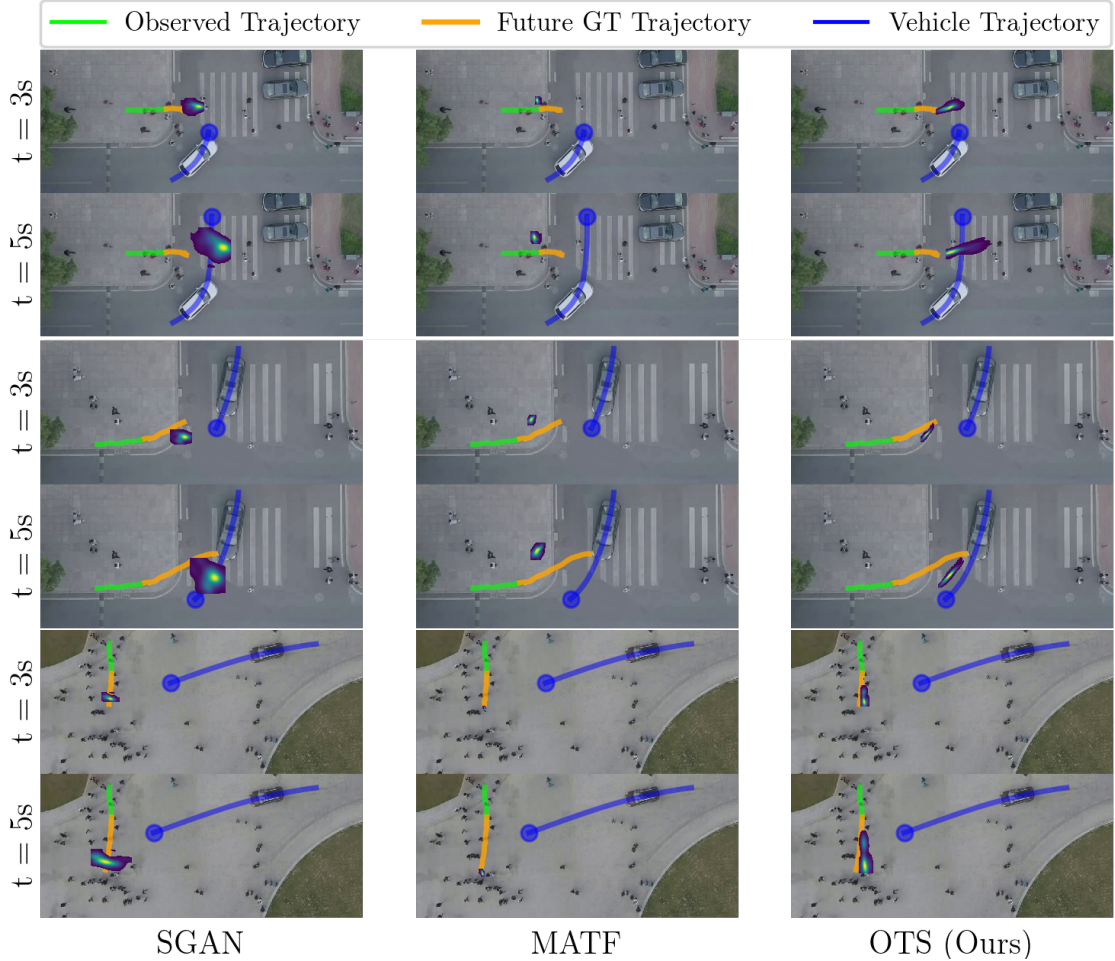 Observed Trajectory Future GT Trajectory Vehicle Trajectory
t = 3s
t = 5s
t = 3s
t = 5s
t = 3s
t = 5s
SGAN MATF OTS (Ours)